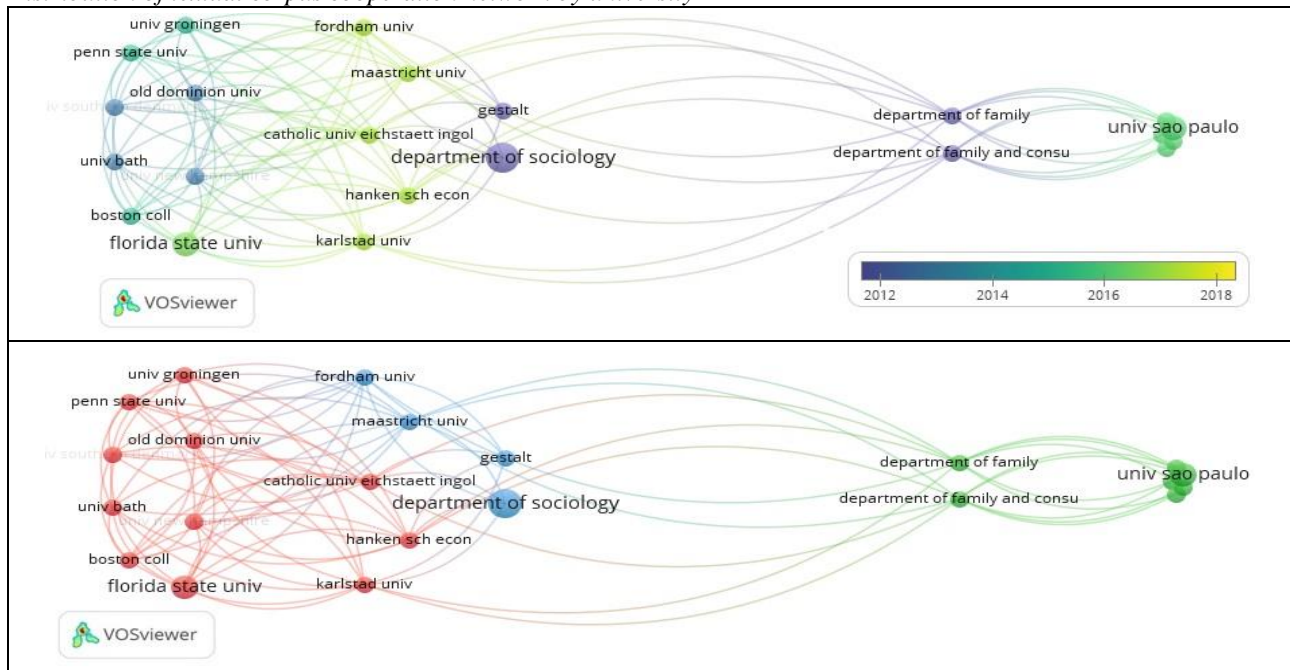 univ groningen
fordham univ
penn state univ
maastricht univ
old dominion univ
gestalt
department of family
univ sao paulo
catholic univ eichstaett ingol
department of sociology
department of family and consu
univ bath
hanken sch econ
boston coll
florida state univ
karlstad univ
VOSviewer
2012
2014
2016
2018
univ groningen
fordham univ
penn state univ
maastricht univ
old dominion univ
gestalt
department of family
univ sao paulo
catholic univ eichstaett ingol
department of sociology
department of family and consu
univ bath
hanken sch econ
boston coll
florida state univ
karlstad univ
VOSviewer